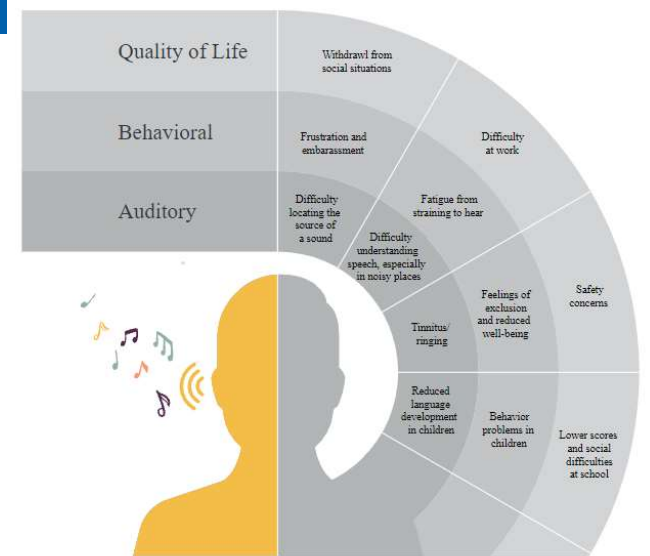 Quality of Life
Withdrawl from
social situations
Difficulty
at work
Safety
concerns
Lower scores
and social
difficulties
at school
Behavioral
Frustration and
embarassment
Fatigue from
straining to hear
Feelings of
exclusion
and reduced
well-being
Behavior
problems in
children
Auditory
Difficulty
locating the
source of
a sound
Difficulty
understanding
speech, especially
in noisy places
Tinnitus/
ringing
Reduced
language
development
in children